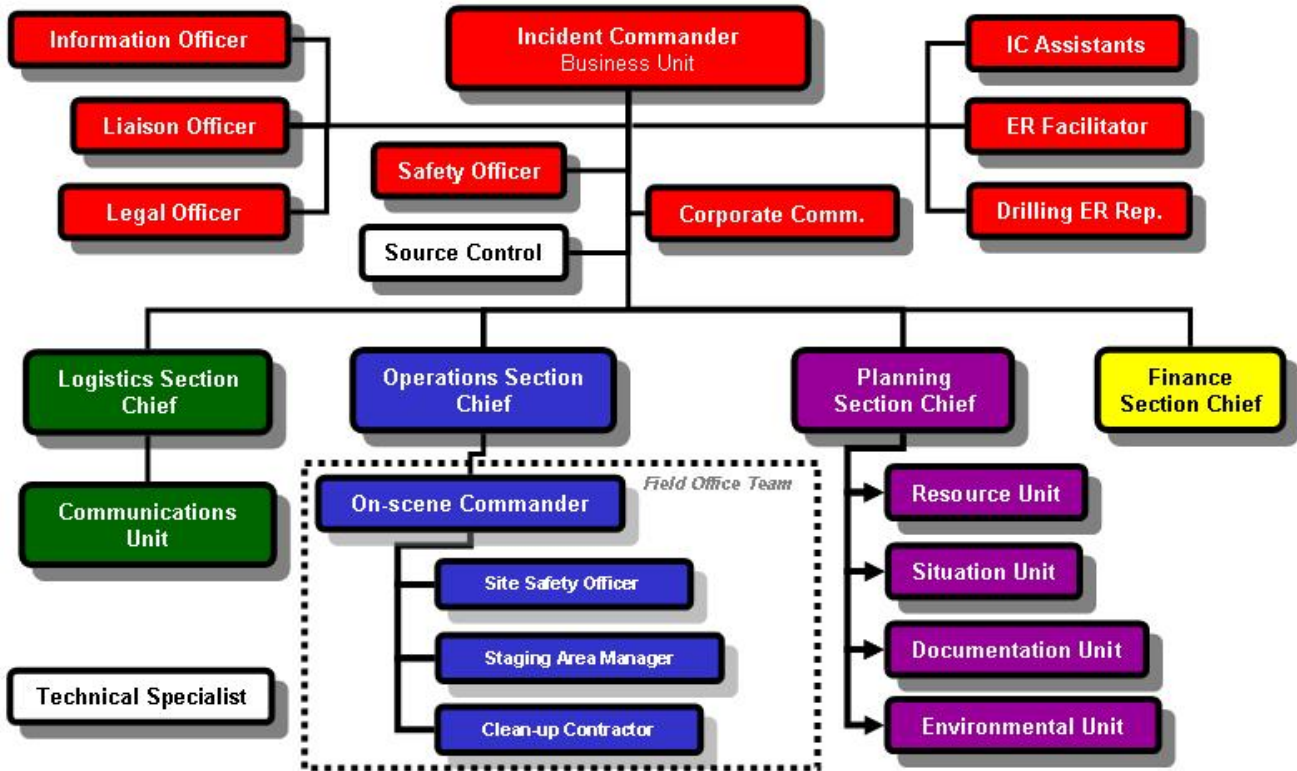 Information Officer
Incident Commander
Business Unit
IC Assistants
Liaison Officer
ER Facilitator
Safety Officer
Legal Officer
Corporate Comm.
Drilling ER Rep.
Source Control
Logistics Section
Chief
Operations Section
Chief
Planning
Section Chief
Finance
Section Chief
Field Office Team
On-scene Commander
Resource Unit
Communications
Unit
Site Safety Officer
Situation Unit
Staging Area Manager
Documentation Unit
Technical Specialist
Clean-up Contractor
Environmental Unit